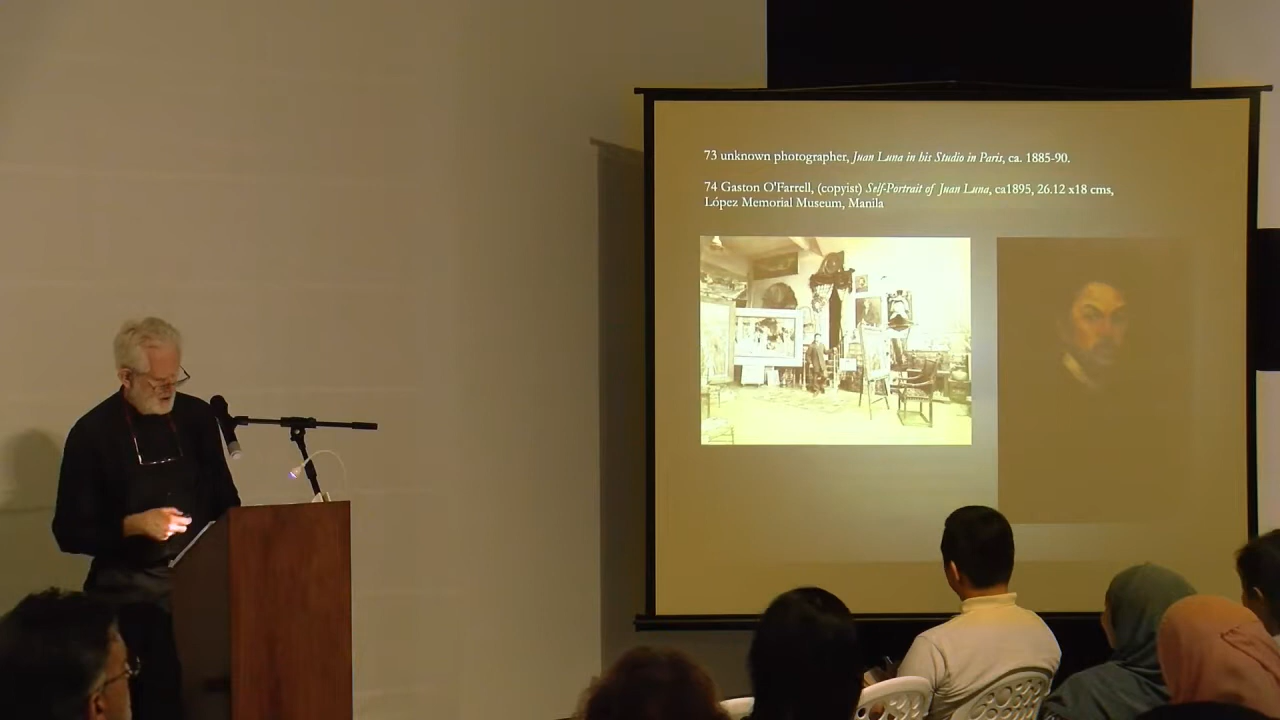 73 unknown photographer, Juan Luna in his Studio in Paris, ca. 1885-90.
74 Gaston O'Farrell, (copyist) Self-Portrait of Juan Luna, ca1895, 26.12 x18 cms,
López Memorial Museum, Manila